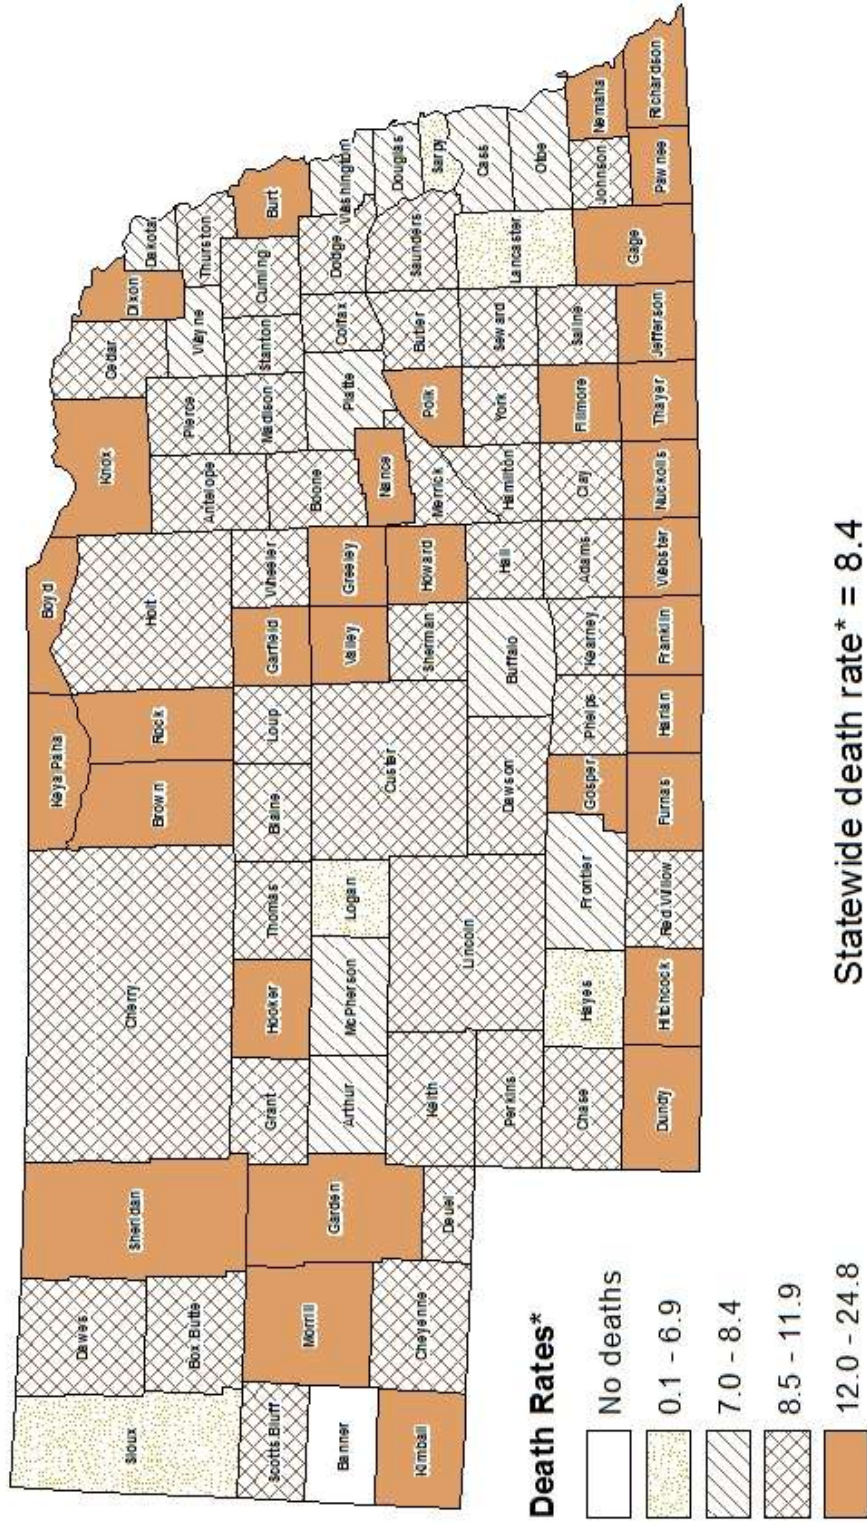 Sioux
Dawes
Box Butte
Sheridan
Scotts Bluff
Banner
Kimball
Morrill
Cheyenne
Garden
Deuel
Cherry
Grant
Hooker
Thomas
Arthur
McPherson
Logan
Keith
Lincoln
Perkins
Chase
Hayes
Frontier
Dundy
Hitchcock
Red Willow
Keya Paha
Brown
Rock
Boyd
Holt
Blaine
Loup
Garfield
Wheeler
Custer
Valley
Greeley
Sherman
Howard
Dawson
Buffalo
Hall
Gosper
Phelps
Kearney
Adams
Furnas
Harlan
Franklin
Webster
Knox
Cedar
Dixon
Dakota
Antelope
Pierce
Wayne
Thurston
Boone
Madison
Stanton
Cuming
Burt
Nance
Platte
Colfax
Dodge
Washington
Merrick
Polk
Butler
Saunders
Douglas
Sarpy
Hamilton
York
Seward
Lancaster
Cass
Otoe
Clay
Fillmore
Saline
Nuckolls
Thayer
Jefferson
Gage
Johnson
Nemaha
Pawnee
Richardson
Death Rates*
No deaths
0.1 - 6.9
7.0 - 8.4
8.5 - 11.9
12.0 - 24.8
Statewide death rate* = 8.4